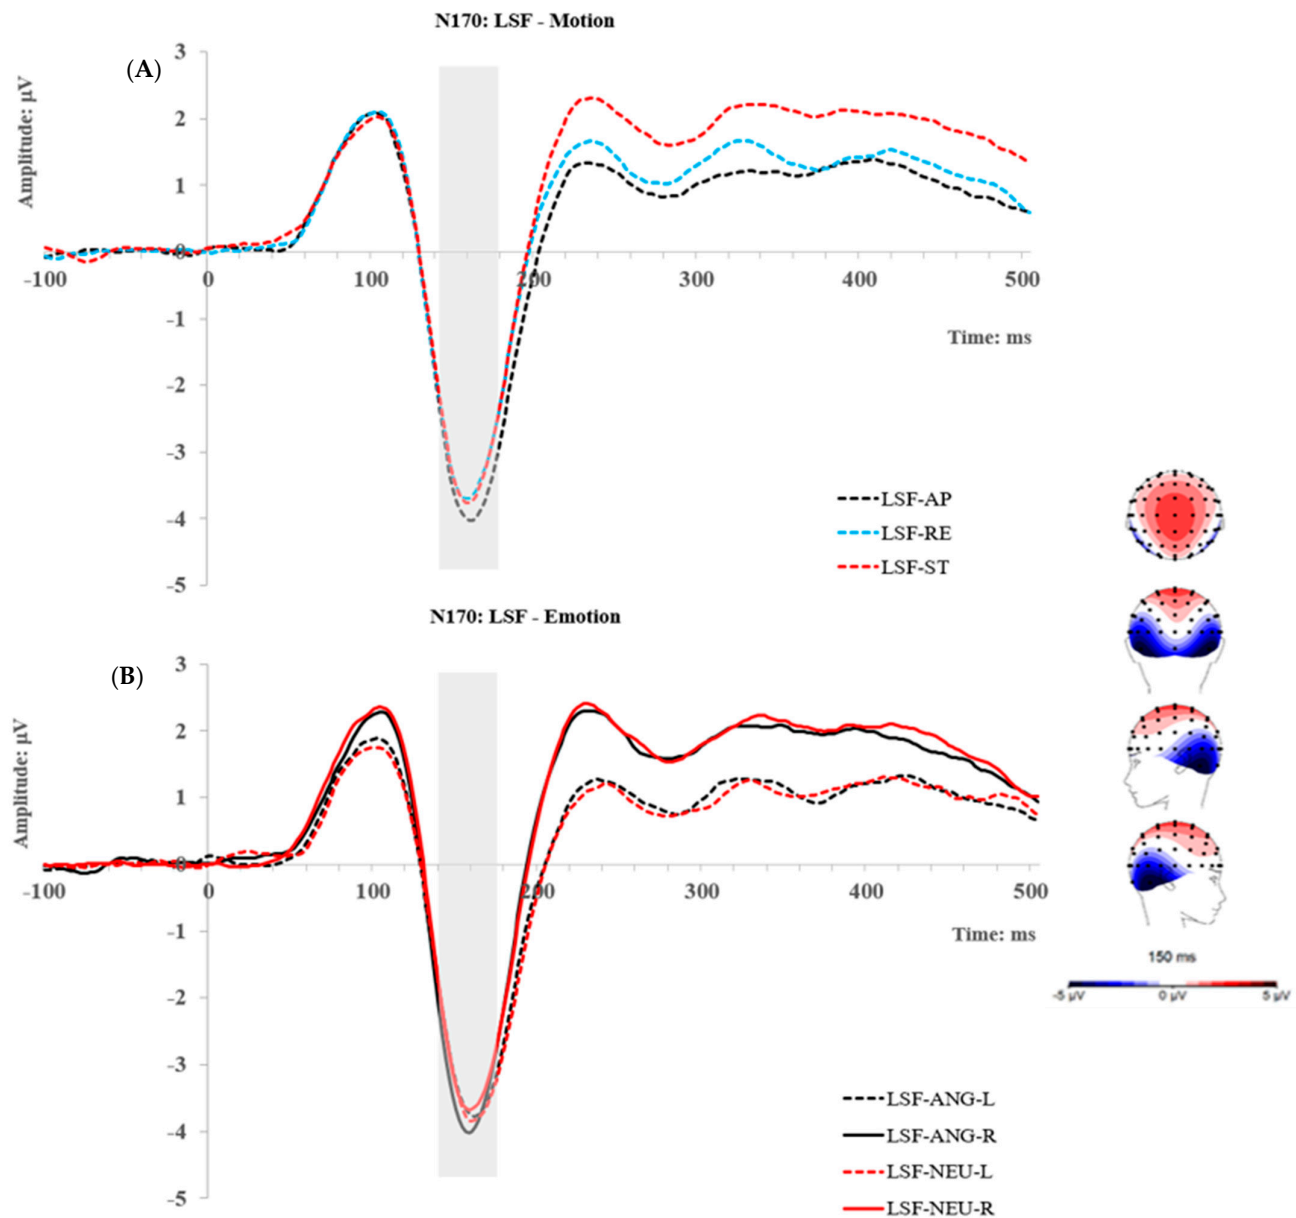 N170: LSF - Motion
(A)
Amplitude: μV
3
2
1
0
-1
-2
-3
-4
-5
-100 0 100 200 300 400 500
Time: ms
LSF-AP
LSF-RE
LSF-ST
N170: LSF - Emotion
(B)
Amplitude: μV
3
2
1
0
-1
-2
-3
-4
-5
-100 0 100 200 300 400 500
Time: ms
LSF-ANG-L
LSF-ANG-R
LSF-NEU-L
LSF-NEU-R
150 ms
-5 μV 0 μV 5 μV